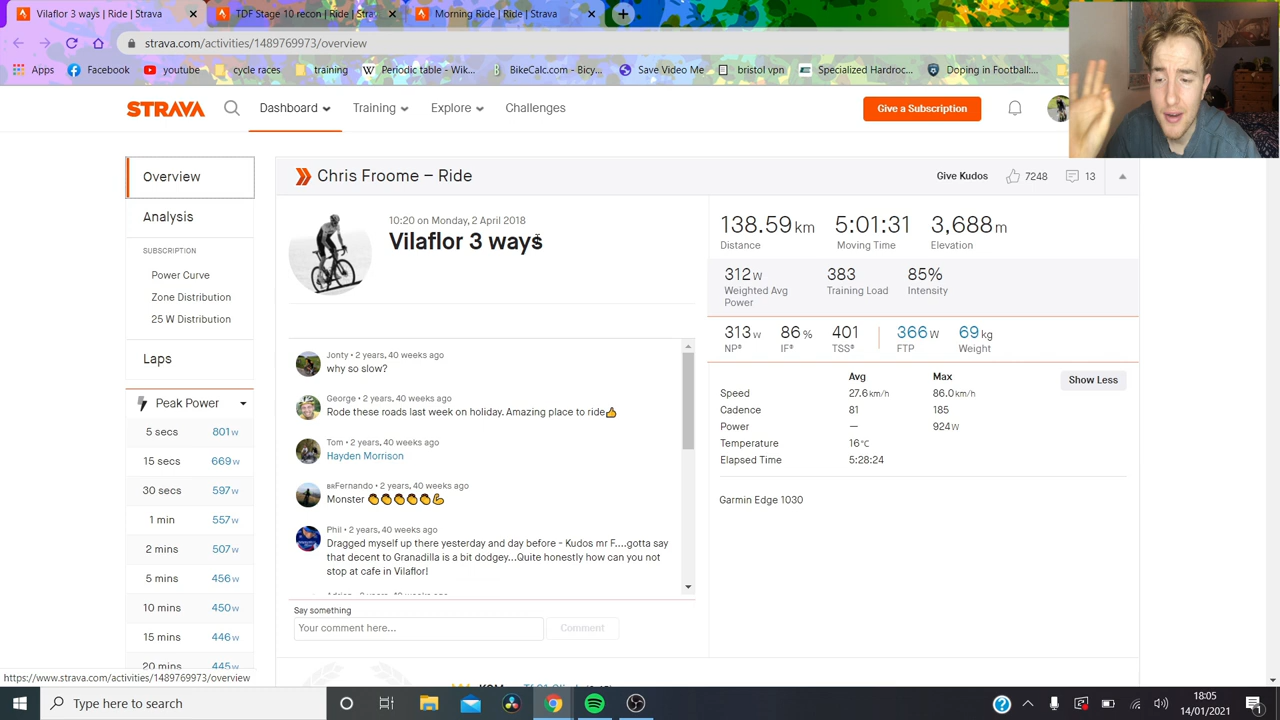 Vilaflor 3 ways | Ride | Strava
TDF Stage 10 recon | Ride | Strava
Morning Ride | Ride | Strava
strava.com/activities/1489769973/overview
Apps Facebook youtube cycle races training Periodic table - Wik... BikeCalc.com - Bicy... Save Video Me bristol vpn Specialized Hardroc... Doping in Football:...
STRAVA Dashboard Training Explore Challenges Give a Subscription
Overview
Analysis
SUBSCRIPTION
Power Curve
Zone Distribution
25 W Distribution
Laps
Peak Power
5 secs 801 w
15 secs 669 w
30 secs 597 w
1 min 557 w
2 mins 507 w
5 mins 456 w
10 mins 450 w
15 mins 446 w
20 mins 445 w
Chris Froome – Ride Give Kudos 7248 13
10:20 on Monday, 2 April 2018
Vilaflor 3 ways
Jonty • 2 years, 40 weeks ago
why so slow?
George • 2 years, 40 weeks ago
Rode these roads last week on holiday. Amazing place to ride👍
Tom • 2 years, 40 weeks ago
Hayden Morrison
🇧🇷Fernando • 2 years, 40 weeks ago
Monster 👏👏👏👏👏💪
Phil • 2 years, 40 weeks ago
Dragged myself up there yesterday and day before - Kudos mr F....gotta say
that decent to Granadilla is a bit dodgey...Quite honestly how can you not
stop at cafe in Vilaflor!
Say something
Your comment here... Comment
138.59 km 5:01:31 3,688 m
Distance Moving Time Elevation
312 W 383 85%
Weighted Avg Training Load Intensity
Power
313 w 86 % 401 366 W 69 kg
NP® IF® TSS® FTP Weight
Avg Max Show Less
Speed 27.6 km/h 86.0 km/h
Cadence 81 185
Power — 924 W
Temperature 16 °C
Elapsed Time 5:28:24
Garmin Edge 1030
https://www.strava.com/activities/1489769973/overview
Type here to search
18:05
14/01/2021